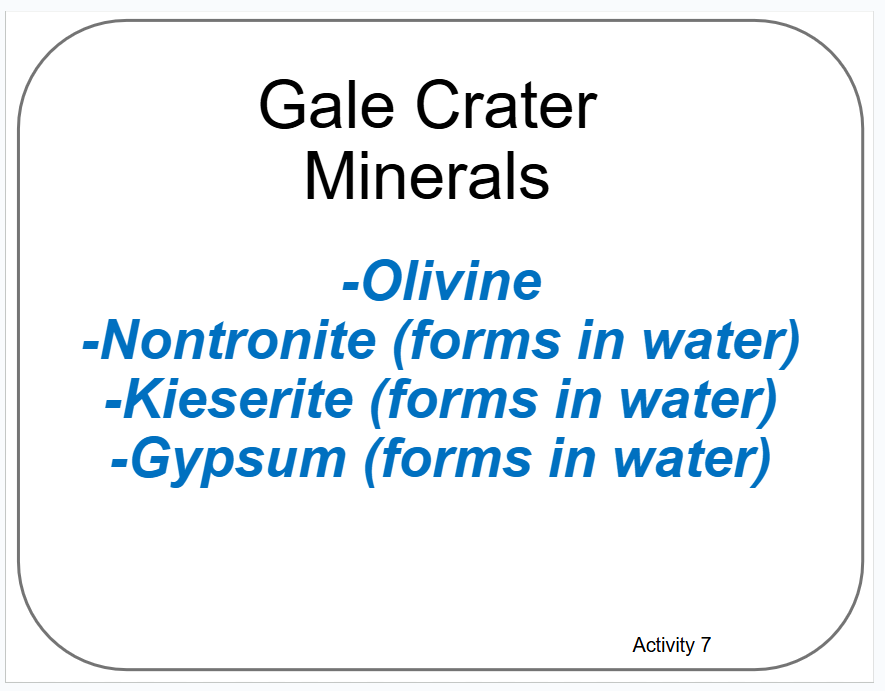 Gale Crater
Minerals
-Olivine
-Nontronite (forms in water)
-Kieserite (forms in water)
-Gypsum (forms in water)
Activity 7